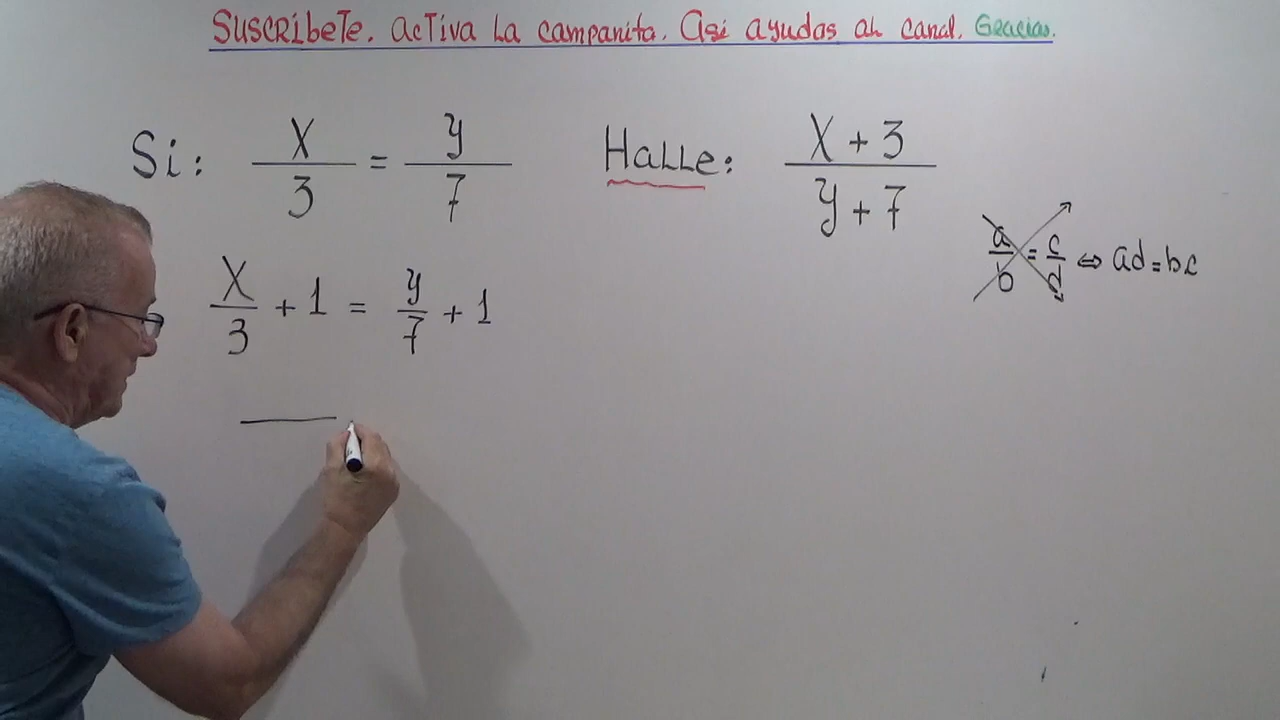 Suscribete. activa la campanita. Asi ayudas al canal. Gracias.
Si: x/3 = y/7 Halle: x + 3 / y + 7
a/b = c/d ⇔ ad = bc
x/3 + 1 = y/7 + 1